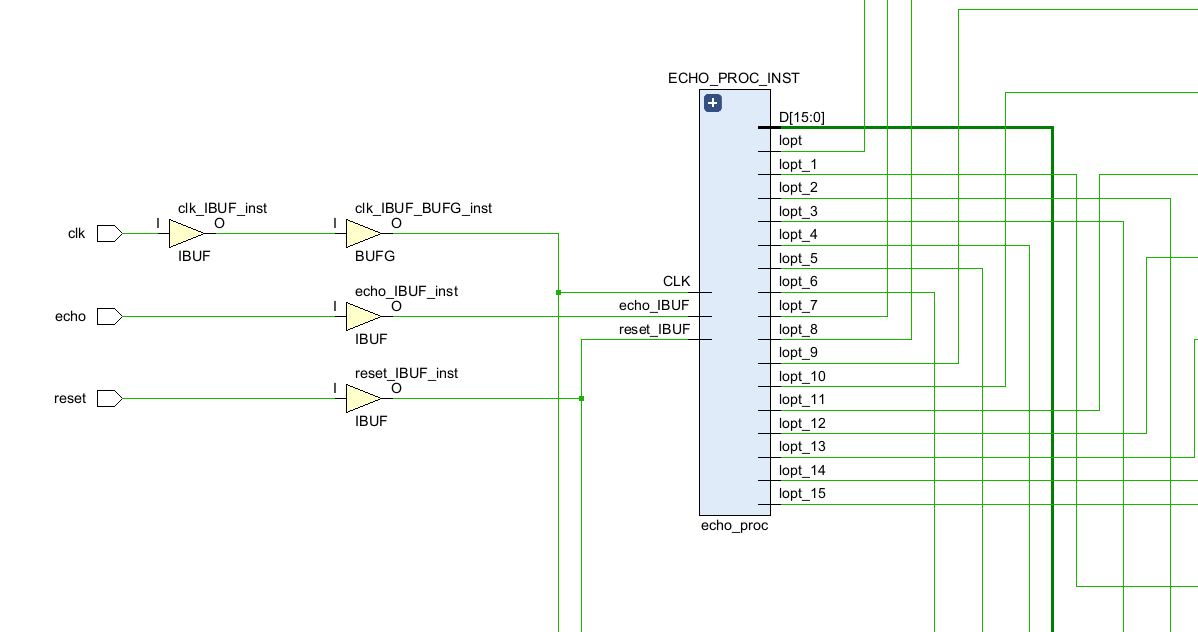 ECHO_PROC_INST
D[15:0]
lopt
lopt_1
lopt_2
lopt_3
lopt_4
lopt_5
lopt_6
lopt_7
lopt_8
lopt_9
lopt_10
lopt_11
lopt_12
lopt_13
lopt_14
lopt_15
echo_proc
CLK
echo_IBUF
reset_IBUF
clk_IBUF_inst
clk_IBUF_BUFG_inst
clk
I
O
I
O
IBUF
BUFG
echo_IBUF_inst
echo
I
O
IBUF
reset_IBUF_inst
reset
I
O
IBUF